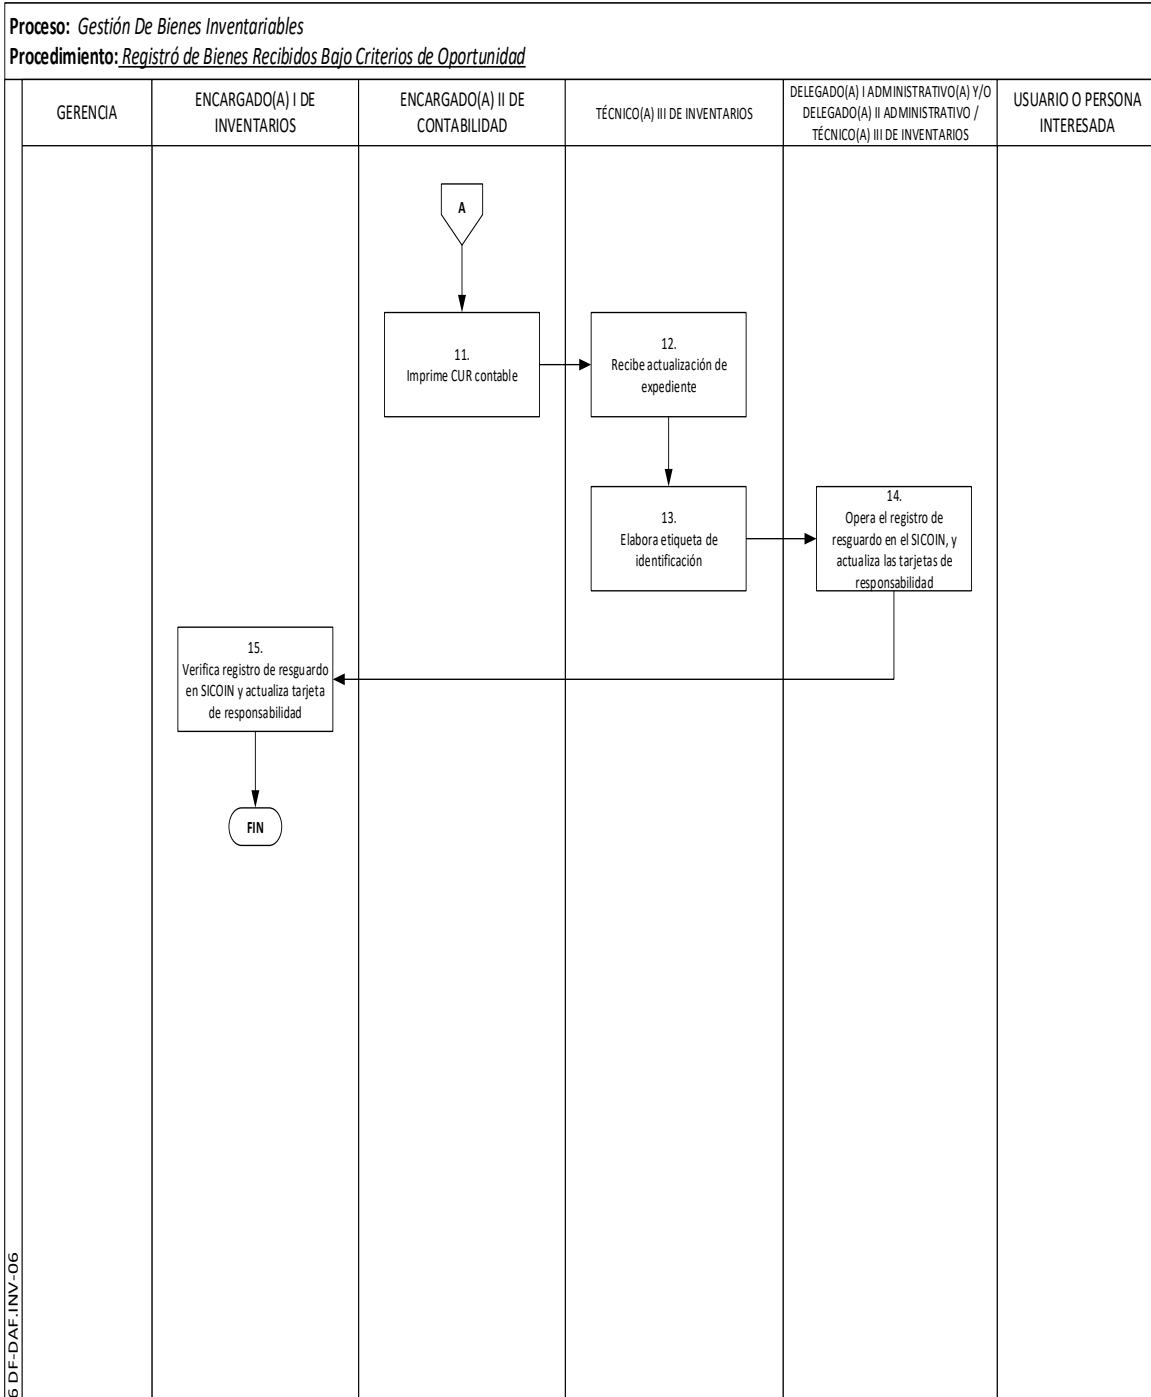 Proceso: Gestión De Bienes Inventariables
Procedimiento: Registró de Bienes Recibidos Bajo Criterios de Oportunidad
GERENCIA
ENCARGADO(A) I DE
INVENTARIOS
ENCARGADO(A) II DE
CONTABILIDAD
TÉCNICO(A) III DE INVENTARIOS
DELEGADO(A) I ADMINISTRATIVO(A) Y/O
DELEGADO(A) II ADMINISTRATIVO /
TÉCNICO(A) III DE INVENTARIOS
USUARIO O PERSONA
INTERESADA
A
11.
Imprime CUR contable
12.
Recibe actualización de
expediente
13.
Elabora etiqueta de
identificación
14.
Opera el registro de
resguardo en el SICOIN, y
actualiza las tarjetas de
responsabilidad
15.
Verifica registro de resguardo
en SICOIN y actualiza tarjeta
de responsabilidad
FIN
6 DF-DAF.INV-06